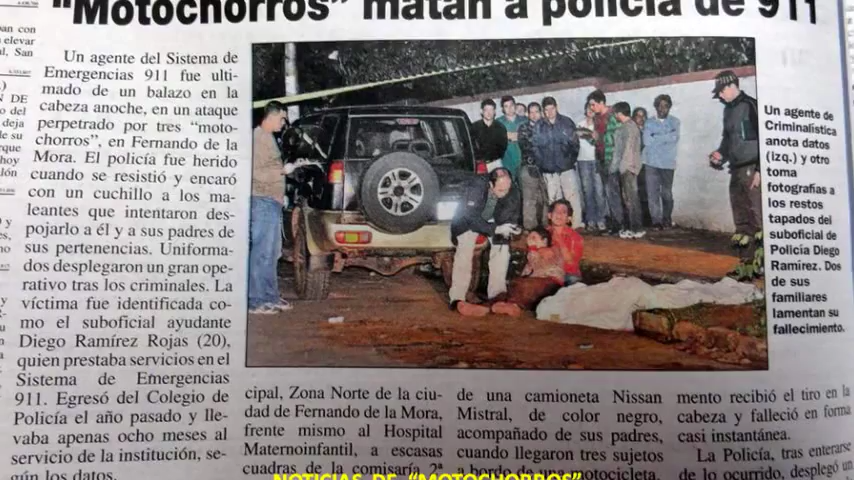 "Motochorros" matan a policía de 911
Un agente del Sistema de
Emergencias 911 fue ulti-
mado de un balazo en la
cabeza anoche, en un ataque
perpetrado por tres "moto-
chorros", en Fernando de la
Mora. El policía fue herido
cuando se resistió y encaró
con un cuchillo a los ma-
leantes que intentaron des-
pojarlo a él y a sus padres de
sus pertenencias. Uniforma-
dos desplegaron un gran ope-
rativo tras los criminales. La
víctima fue identificada co-
mo el suboficial ayudante
Diego Ramírez Rojas (20),
quien prestaba servicios en el
Sistema de Emergencias
911. Egresó del Colegio de
Policía el año pasado y lle-
vaba apenas ocho meses al
servicio de la institución, se-
gún los datos.
Un agente de
Criminalística
anota datos
(izq.) y otro
toma
fotografías a
los restos
tapados del
suboficial de
Policía Diego
Ramírez. Dos
de sus
familiares
lamentan su
fallecimiento.
cipal, Zona Norte de la ciu-
dad de Fernando de la Mora,
frente mismo al Hospital
Maternoinfantil, a escasas
cuadras de la comisaría 2ª
de una camioneta Nissan
Mistral, de color negro,
acompañado de sus padres,
cuando llegaron tres sujetos
a bordo de una motocicleta.
mento recibió el tiro en la
cabeza y falleció en forma
casi instantánea.
La Policía, tras enterarse
de lo ocurrido, desplegó un
NOTICIAS DE "MOTOCHORROS"